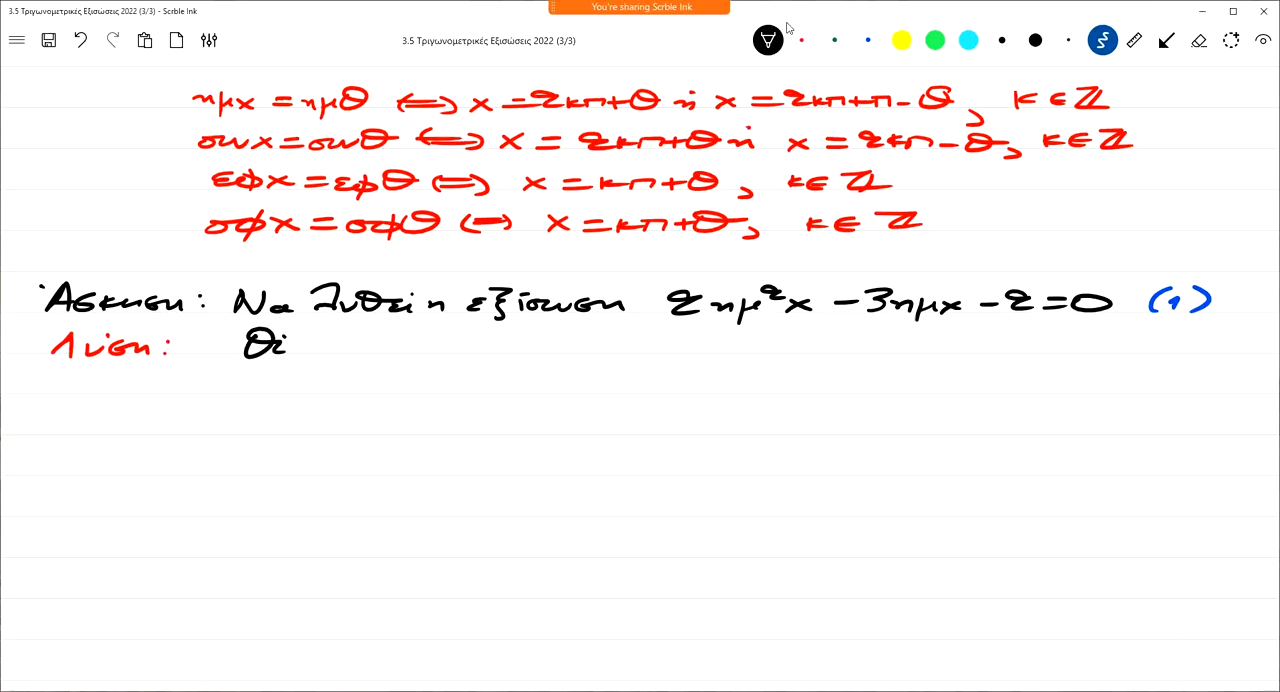 3.5 Τριγωνομετρικές Εξισώσεις 2022 (3/3) - Scrble Ink
You're sharing Scrble Ink
3.5 Τριγωνομετρικές Εξισώσεις 2022 (3/3)
ημx = ημθ ⇔ x = 2κπ+θ ή x = 2κπ+π-θ, κ ∈ ℤ
συνx = συνθ ⇔ x = 2κπ+θ ή x = 2κπ-θ, κ ∈ ℤ
εφx = εφθ ⇔ x = κπ+θ, κ ∈ ℤ
σφx = σφθ ⇔ x = κπ+θ, κ ∈ ℤ
Άσκηση: Να λυθεί η εξίσωση 2ημ²x - 3ημx - 2 = 0 (1)
Λύση: Θέ